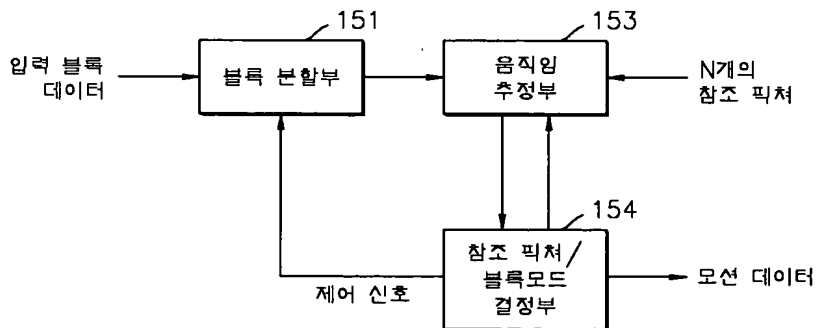 151
153
입력 블록
데이터
블록 분할부
움직임
추정부
N개의
참조 픽쳐
154
참조 픽쳐/
블록모드
결정부
제어 신호
모션 데이터